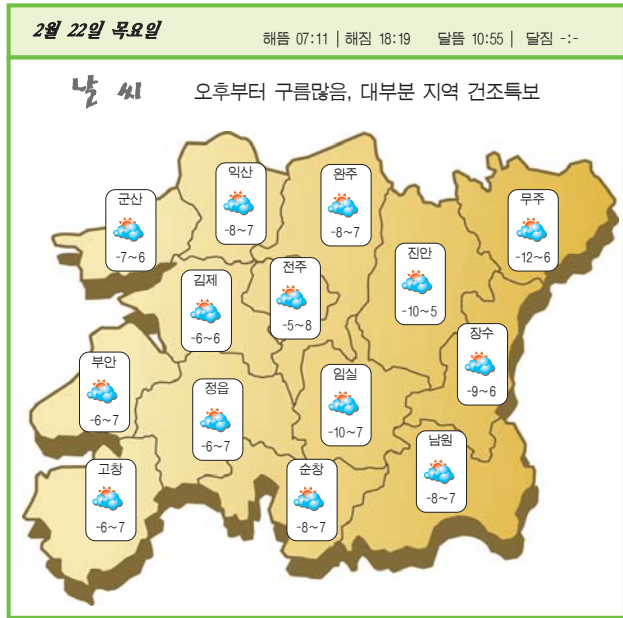 2월 22일 목요일
해뜸 07:11 | 해짐 18:19 달뜸 10:55 | 달짐 -:-
날 씨
오후부터 구름많음, 대부분 지역 건조특보
군산
-7~6
익산
-8~7
완주
-8~7
무주
-12~6
김제
-6~6
전주
-5~8
진안
-10~5
장수
-9~6
부안
-6~7
정읍
-6~7
임실
-10~7
남원
-8~7
고창
-6~7
순창
-8~7